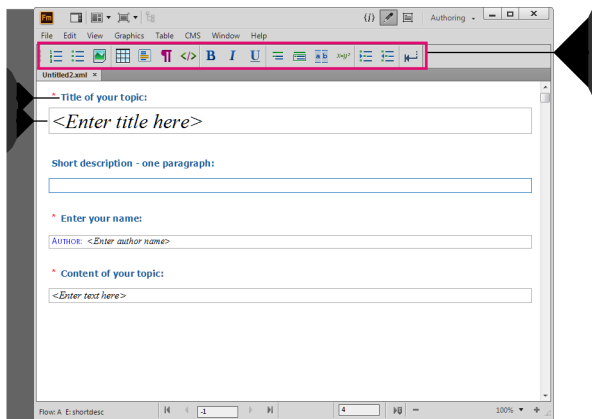 Fm
Authoring
File Edit View Graphics Table CMS Window Help
B I U a b x=y²
Untitled2.xml ×
* Title of your topic:
<Enter title here>
Short description - one paragraph:
* Enter your name:
AUTHOR: <Enter author name>
* Content of your topic:
<Enter text here>
Flow: A E: shortdesc -1 4 100%